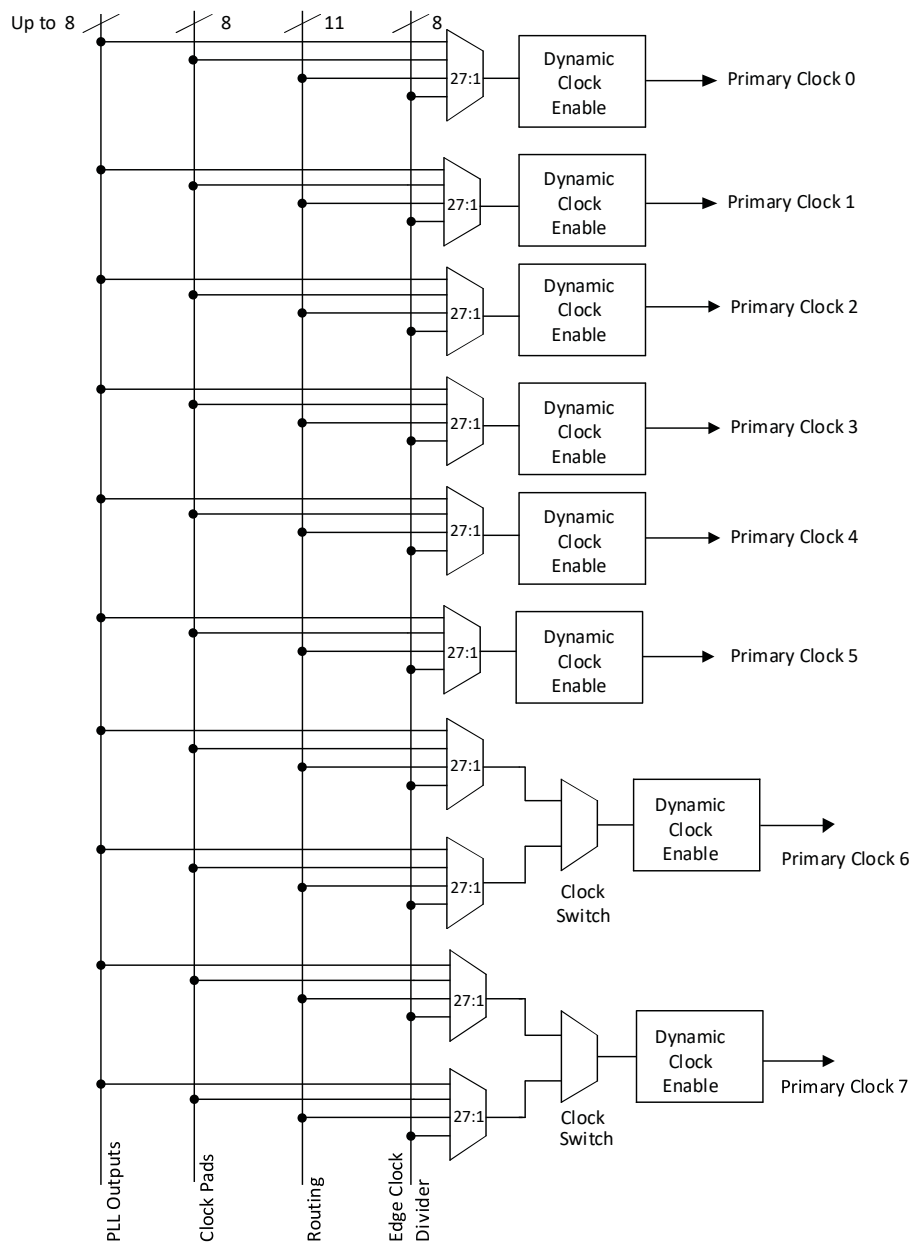 Up to 8
8
11
8
27:1
Dynamic
Clock
Enable
Primary Clock 0
27:1
Dynamic
Clock
Enable
Primary Clock 1
27:1
Dynamic
Clock
Enable
Primary Clock 2
27:1
Dynamic
Clock
Enable
Primary Clock 3
27:1
Dynamic
Clock
Enable
Primary Clock 4
27:1
Dynamic
Clock
Enable
Primary Clock 5
27:1
27:1
Clock
Switch
Dynamic
Clock
Enable
Primary Clock 6
27:1
27:1
Clock
Switch
Dynamic
Clock
Enable
Primary Clock 7
PLL Outputs
Clock Pads
Routing
Edge Clock
Divider